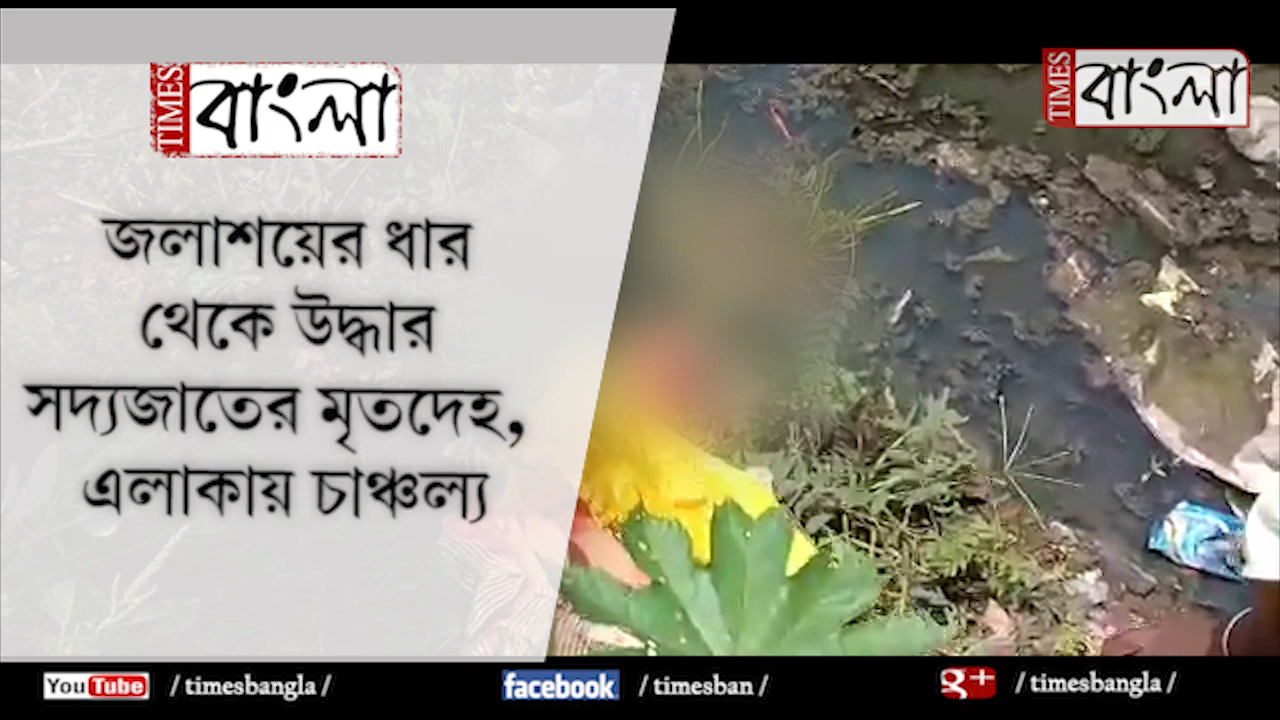 TIMES বাংলা
TIMES বাংলা
জলাশয়ের ধার
থেকে উদ্ধার
সদ্যজাতের মৃতদেহ,
এলাকায় চাঞ্চল্য
YouTube / timesbangla /
facebook / timesban /
g+ / timesbangla /